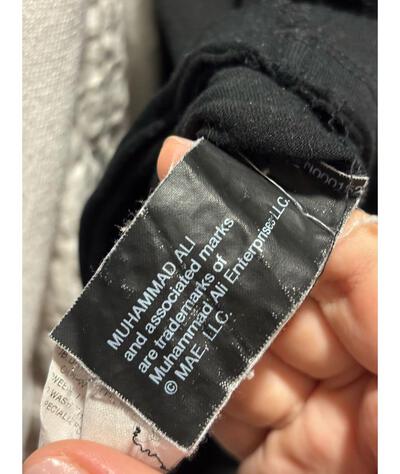 MUHAMMAD ALI
and associated marks
are trademarks of
Muhammad Ali Enterprises LLC.
© MAE, LLC.